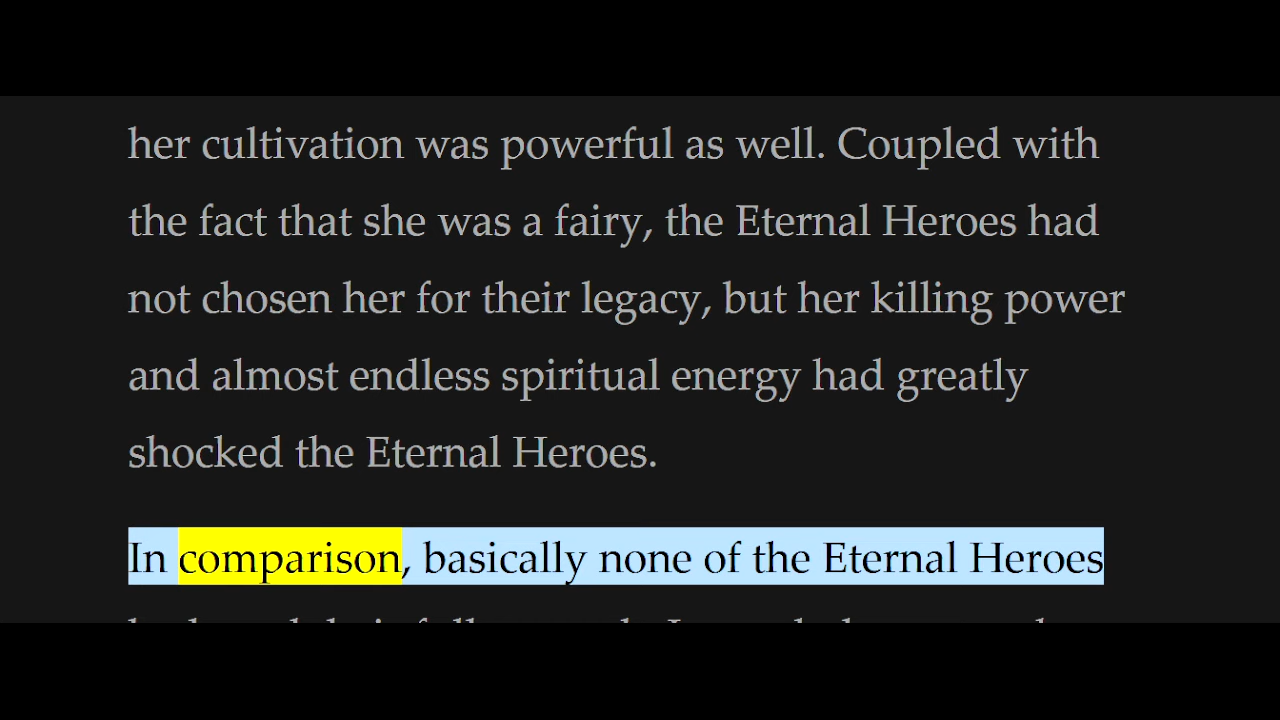 her cultivation was powerful as well. Coupled with
the fact that she was a fairy, the Eternal Heroes had
not chosen her for their legacy, but her killing power
and almost endless spiritual energy had greatly
shocked the Eternal Heroes.
In comparison, basically none of the Eternal Heroes